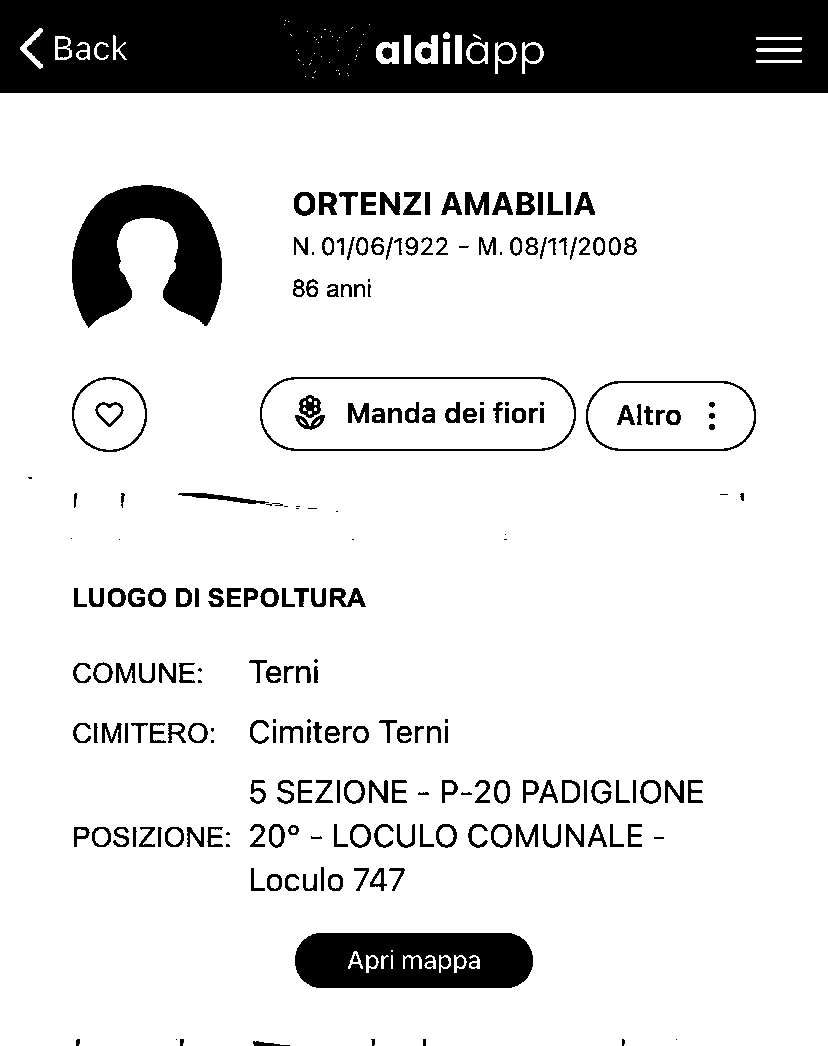 Back
aldilàpp
ORTENZI AMABILIA
N. 01/06/1922 - M. 08/11/2008
86 anni
Manda dei fiori
Altro
LUOGO DI SEPOLTURA
COMUNE: Terni
CIMITERO: Cimitero Terni
5 SEZIONE - P-20 PADIGLIONE
POSIZIONE: 20° - LOCULO COMUNALE -
Loculo 747
Apri mappa